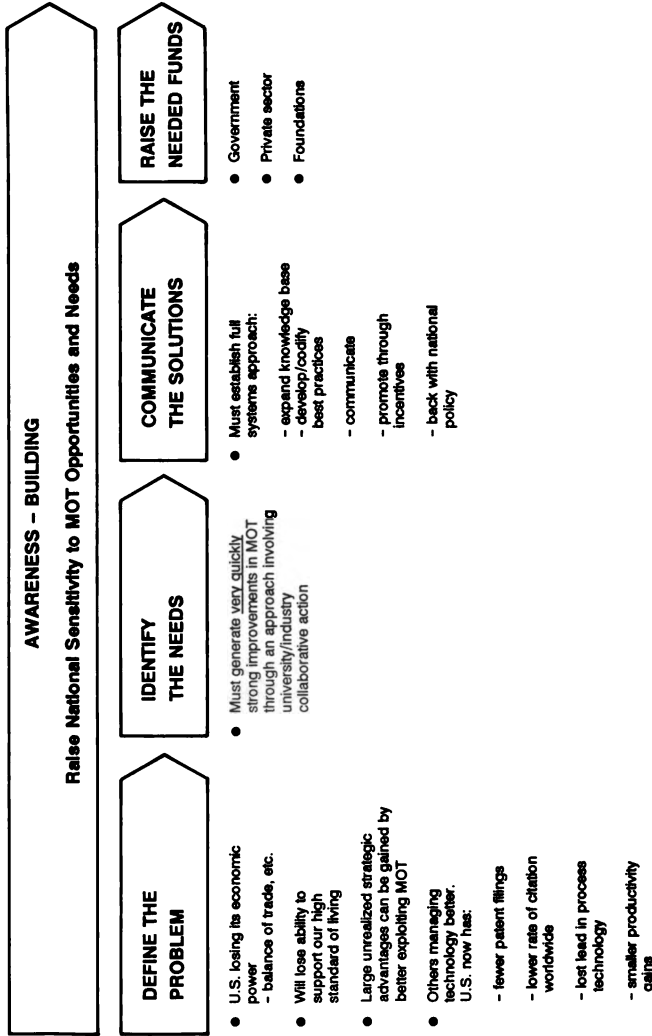 AWARENESS – BUILDING
Raise National Sensitivity to MOT Opportunities and Needs
DEFINE THE
PROBLEM
● U.S. losing its economic
power
– balance of trade, etc.
● Will lose ability to
support our high
standard of living
● Large unrealized strategic
advantages can be gained by
better exploiting MOT
● Others managing
technology better.
U.S. now has:
– fewer patent filings
– lower rate of citation
worldwide
– lost lead in process
technology
– smaller productivity
gains
IDENTIFY
THE NEEDS
● Must generate very quickly
strong improvements in MOT
through an approach involving
university/industry
collaborative action
COMMUNICATE
THE SOLUTIONS
● Must establish full
systems approach:
– expand knowledge base
– develop/codify
best practices
– communicate
– promote through
incentives
– back with national
policy
RAISE THE
NEEDED FUNDS
● Government
● Private sector
● Foundations